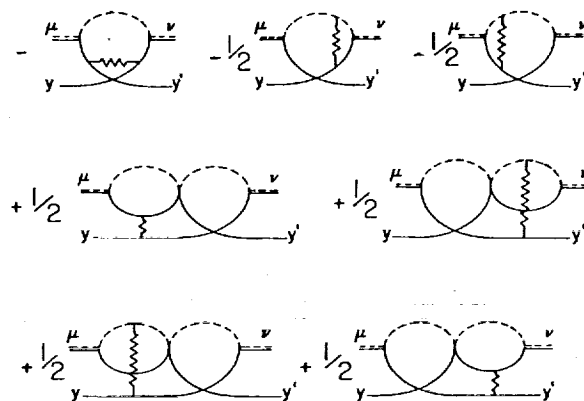 - μ ν y y'
- 1/2 μ ν y y'
- 1/2 μ ν y y'
+ 1/2 μ ν y y'
+ 1/2 μ ν y y'
+ 1/2 μ ν y y'
+ 1/2 μ ν y y'